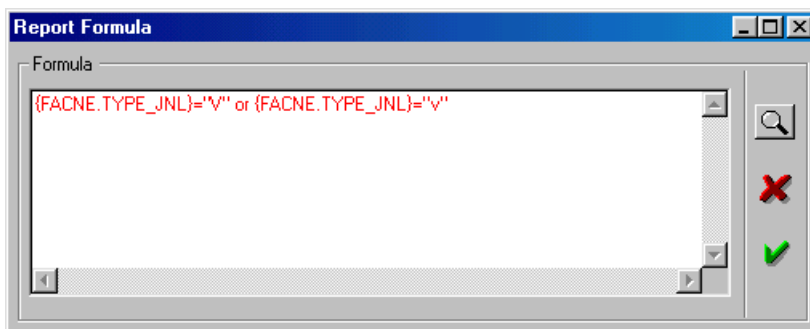 Report Formula
Formula
{FACNE.TYPE_JNL}="V" or {FACNE.TYPE_JNL}="v"